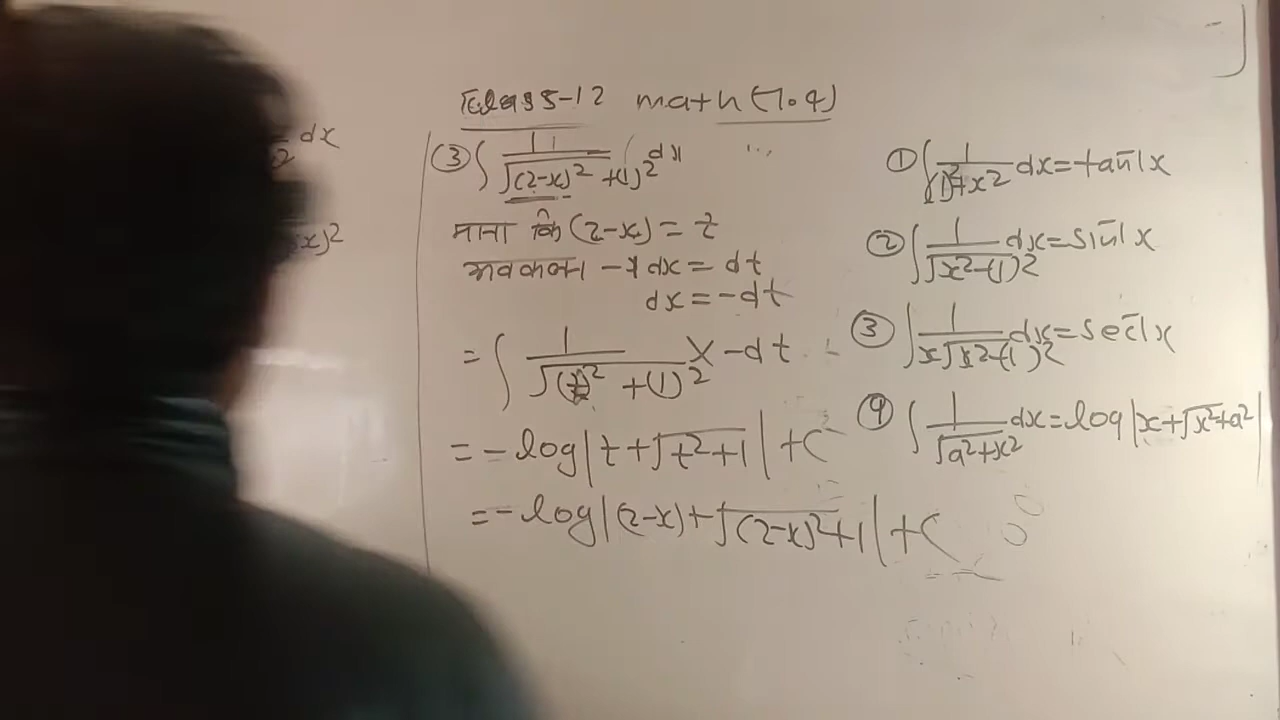 dx
x)²
Class-12 math (7.4)
③ ∫ 1/√(2-x)² + (1)² dx
माना कि (2-x) = t
अवकलन -1 dx = dt
dx = -dt
= ∫ 1/√(t)² + (1)² × -dt
= -log|t+√t²+1| + C
= -log|(2-x)+√(2-x)²+1| + C
① ∫ 1/(1)²+x² dx = tan⁻¹x
② ∫ 1/√x²-(1)² dx = sin⁻¹x
③ ∫ 1/x√x²-(1)² dx = sec⁻¹x
④ ∫ 1/√a²+x² dx = log|x+√x²+a²|